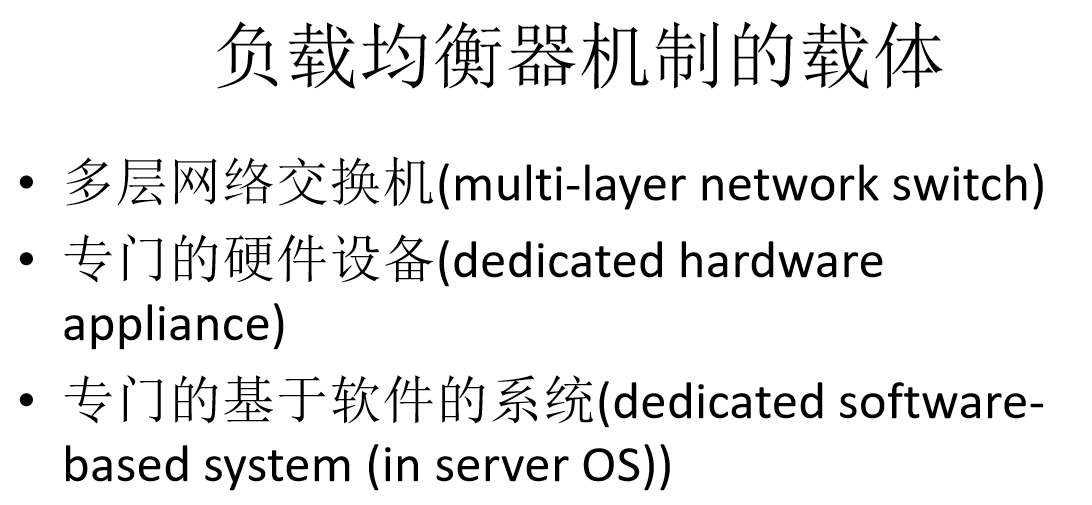 负载均衡器机制的载体
• 多层网络交换机(multi-layer network switch)
• 专门的硬件设备(dedicated hardware
appliance)
• 专门的基于软件的系统(dedicated software-
based system (in server OS))